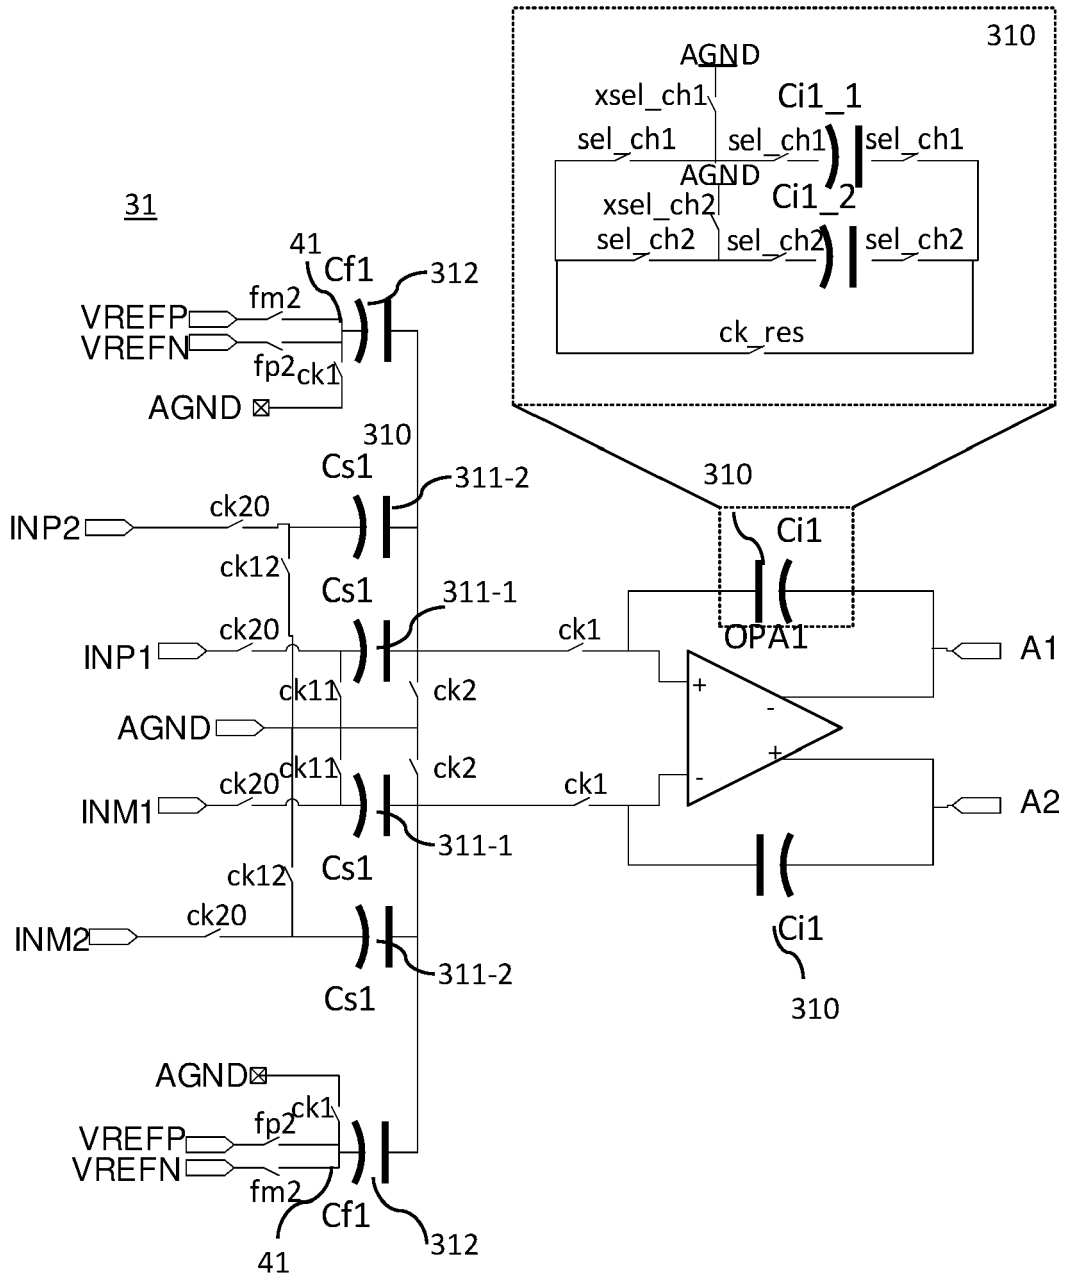 310
AGND
xsel_ch1
Ci1_1
sel_ch1
sel_ch1
sel_ch1
AGND
xsel_ch2
Ci1_2
sel_ch2
sel_ch2
sel_ch2
ck_res
31
41
Cf1
312
fm2
VREFP
VREFN
fp2
ck1
AGND
310
Cs1
311-2
INP2
ck20
ck12
310
Ci1
Cs1
311-1
INP1
ck20
ck1
OPA1
A1
+
-
ck11
ck2
AGND
ck11
ck2
+
-
INM1
ck20
ck1
A2
311-1
Cs1
ck12
INM2
ck20
Ci1
311-2
Cs1
310
AGND
ck1
fp2
VREFP
VREFN
fm2
Cf1
312
41